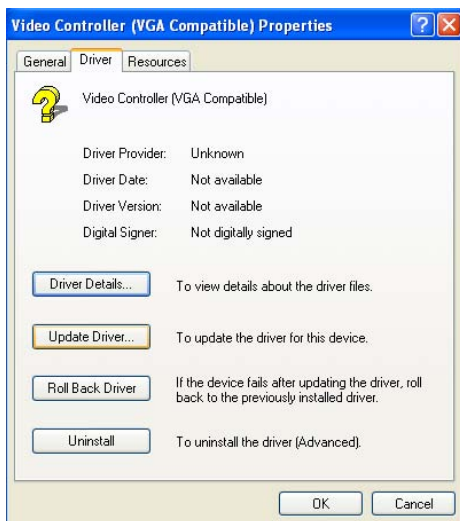 Video Controller (VGA Compatible) Properties
General Driver Resources
Video Controller (VGA Compatible)
Driver Provider: Unknown
Driver Date: Not available
Driver Version: Not available
Digital Signer: Not digitally signed
Driver Details... To view details about the driver files.
Update Driver... To update the driver for this device.
Roll Back Driver If the device fails after updating the driver, roll
back to the previously installed driver.
Uninstall To uninstall the driver (Advanced).
OK Cancel